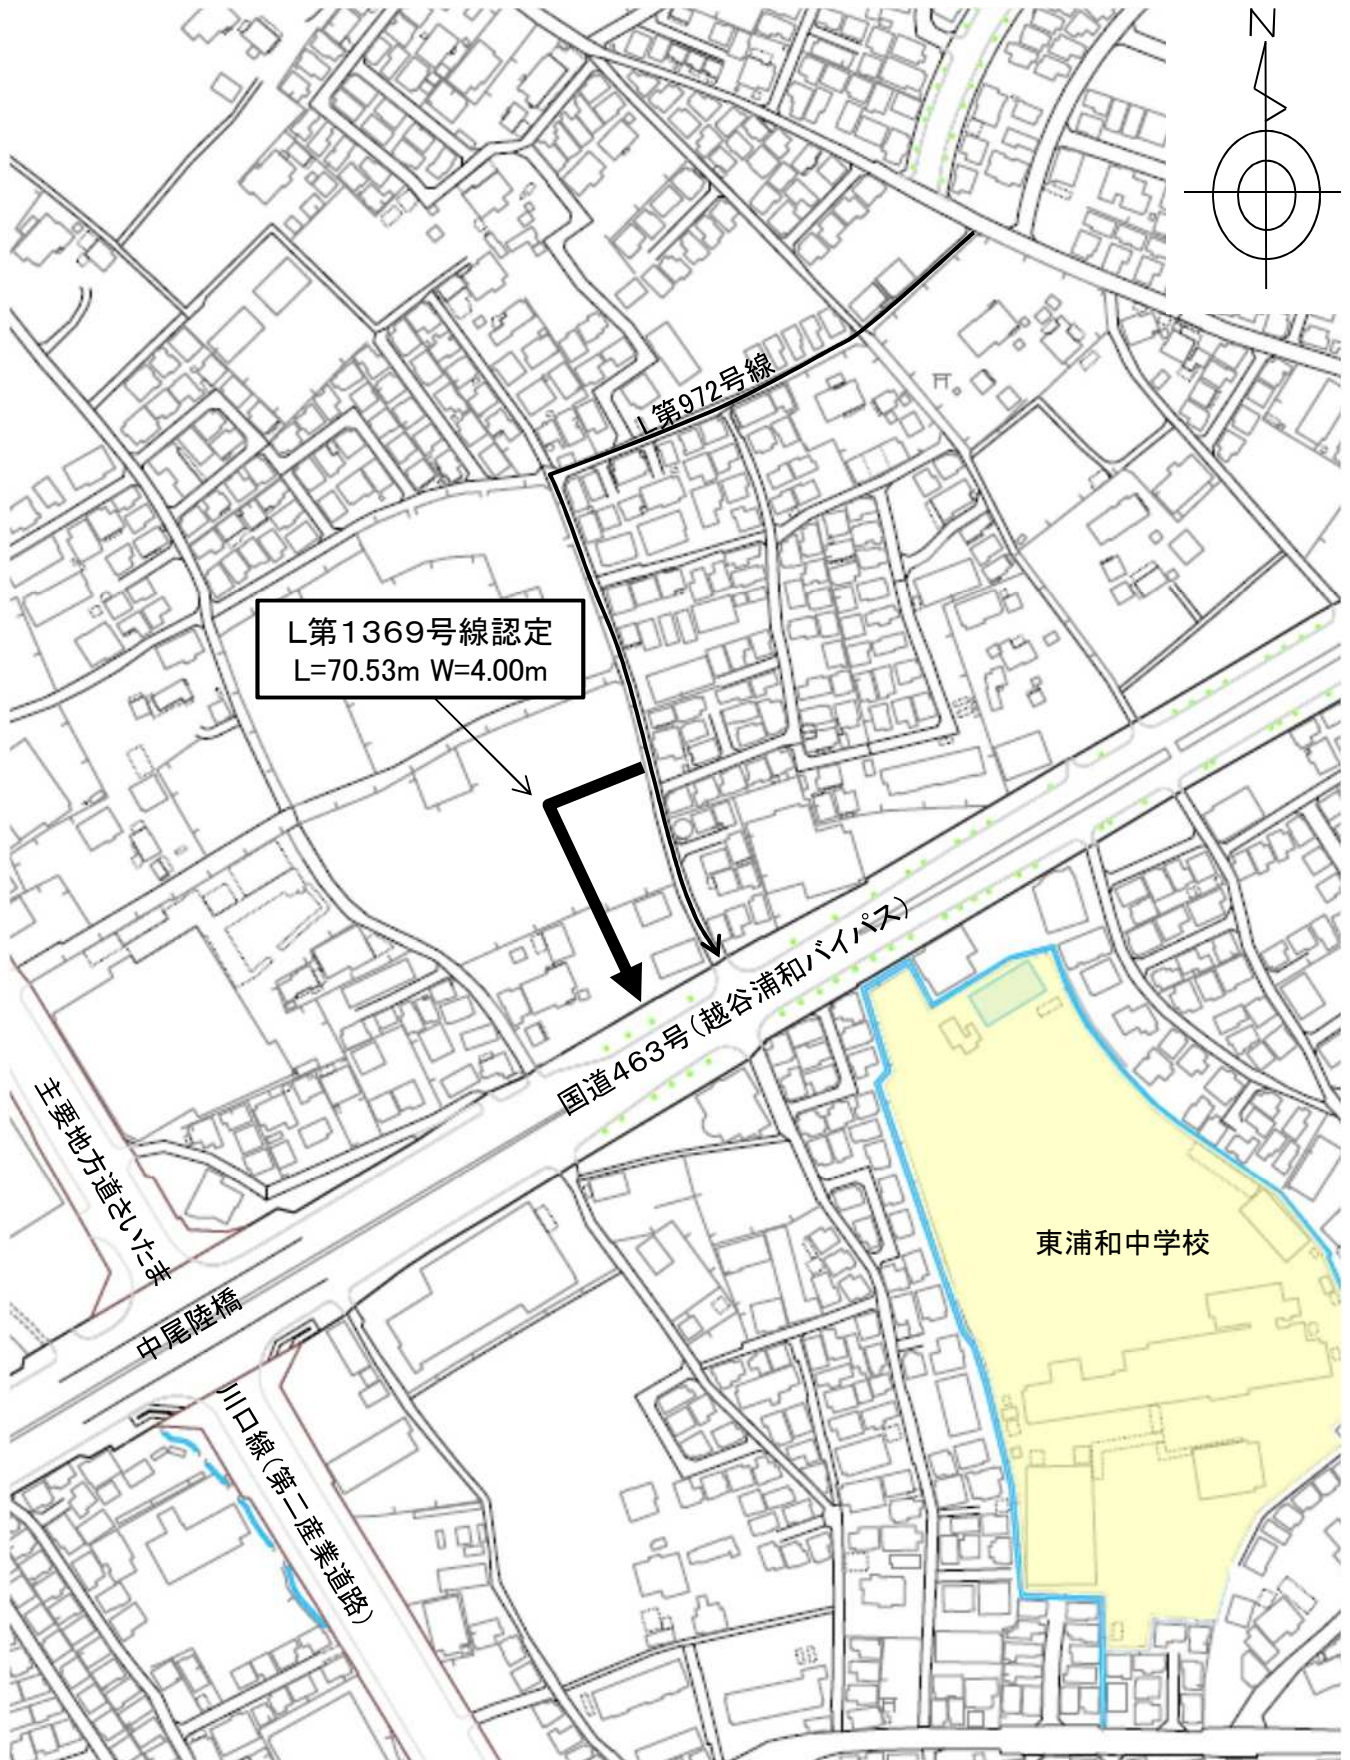 N
L第972号線
L第1369号線認定
L=70.53m W=4.00m
国道463号(越谷浦和バイパス)
主要地方道さいたま
東浦和中学校
中尾陸橋
川口線(第二産業道路)